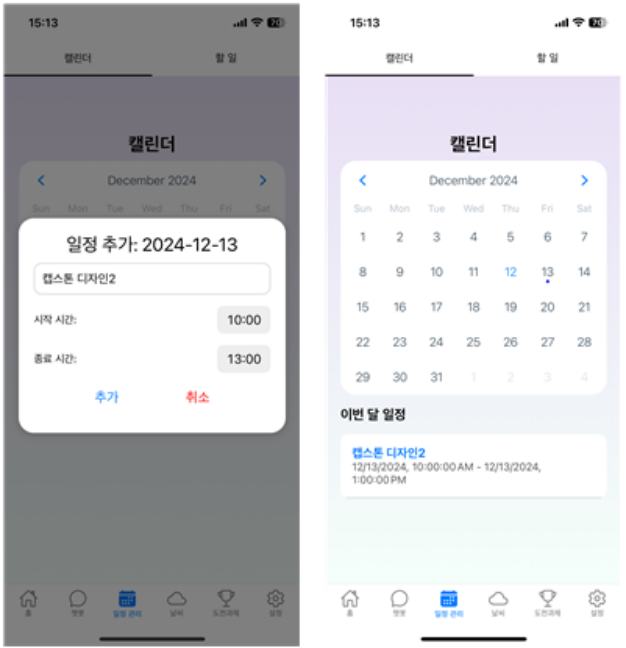 15:13
캘린더 할 일
캘린더
December 2024
Sun Mon Tue Wed Thu Fri Sat
일정 추가: 2024-12-13
캡스톤 디자인2
시작 시간: 10:00
종료 시간: 13:00
추가 취소
홈 챗봇 일정 관리 날씨 도전과제 설정
15:13
캘린더 할 일
캘린더
December 2024
Sun Mon Tue Wed Thu Fri Sat
1 2 3 4 5 6 7
8 9 10 11 12 13 14
15 16 17 18 19 20 21
22 23 24 25 26 27 28
29 30 31 1 2 3 4
이번 달 일정
캡스톤 디자인2
12/13/2024, 10:00:00 AM - 12/13/2024,
1:00:00 PM
홈 챗봇 일정 관리 날씨 도전과제 설정